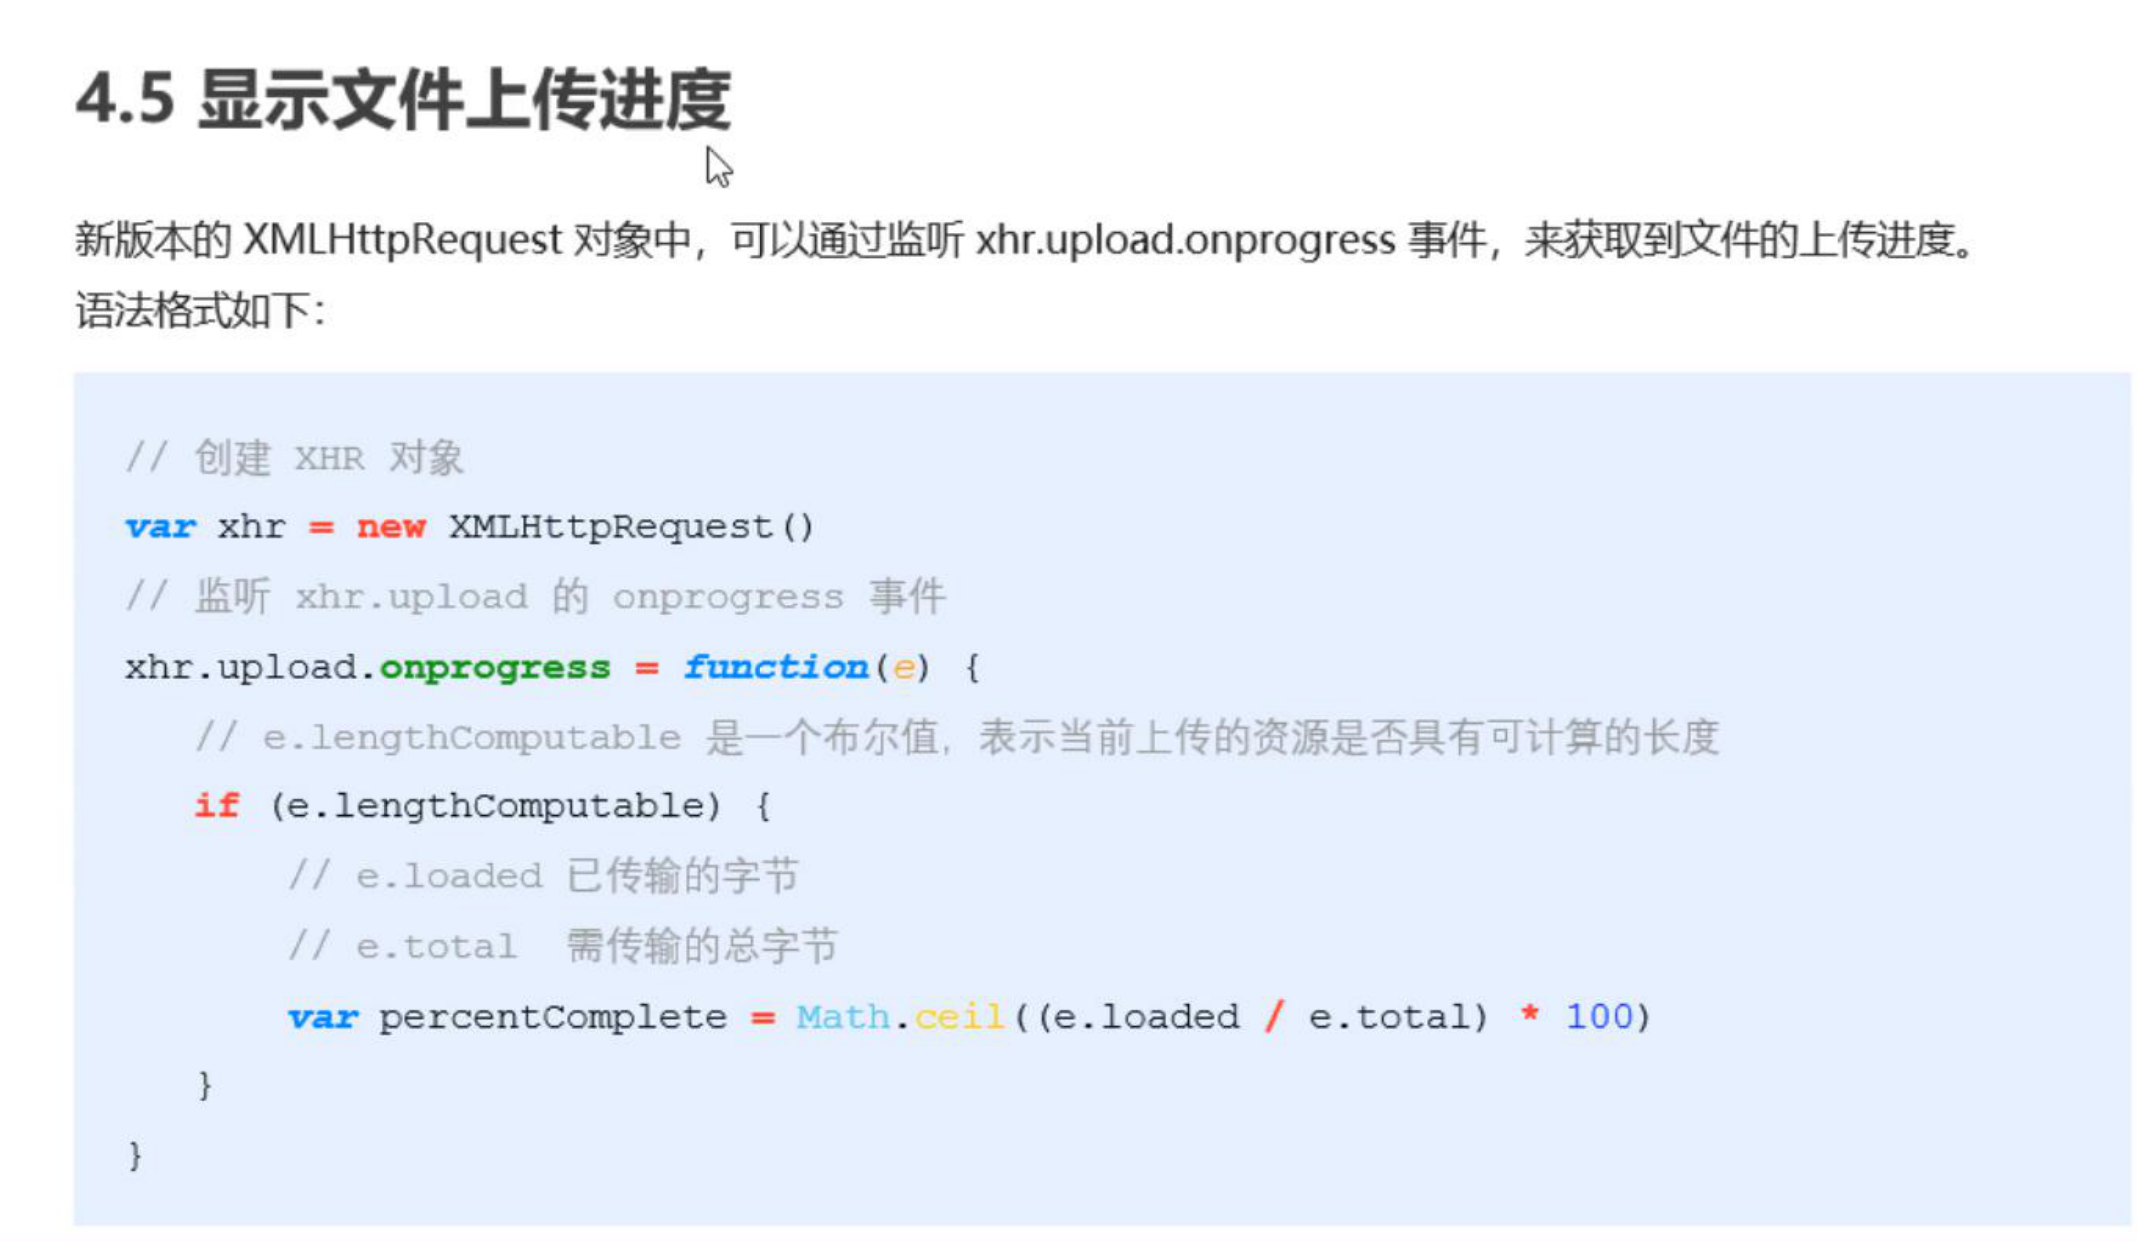 4.5 显示文件上传进度
新版本的 XMLHttpRequest 对象中，可以通过监听 xhr.upload.onprogress 事件，来获取到文件的上传进度。
语法格式如下：
// 创建 XHR 对象
var xhr = new XMLHttpRequest()
// 监听 xhr.upload 的 onprogress 事件
xhr.upload.onprogress = function(e) {
// e.lengthComputable 是一个布尔值，表示当前上传的资源是否具有可计算的长度
if (e.lengthComputable) {
// e.loaded 已传输的字节
// e.total  需传输的总字节
var percentComplete = Math.ceil((e.loaded / e.total) * 100)
}
}